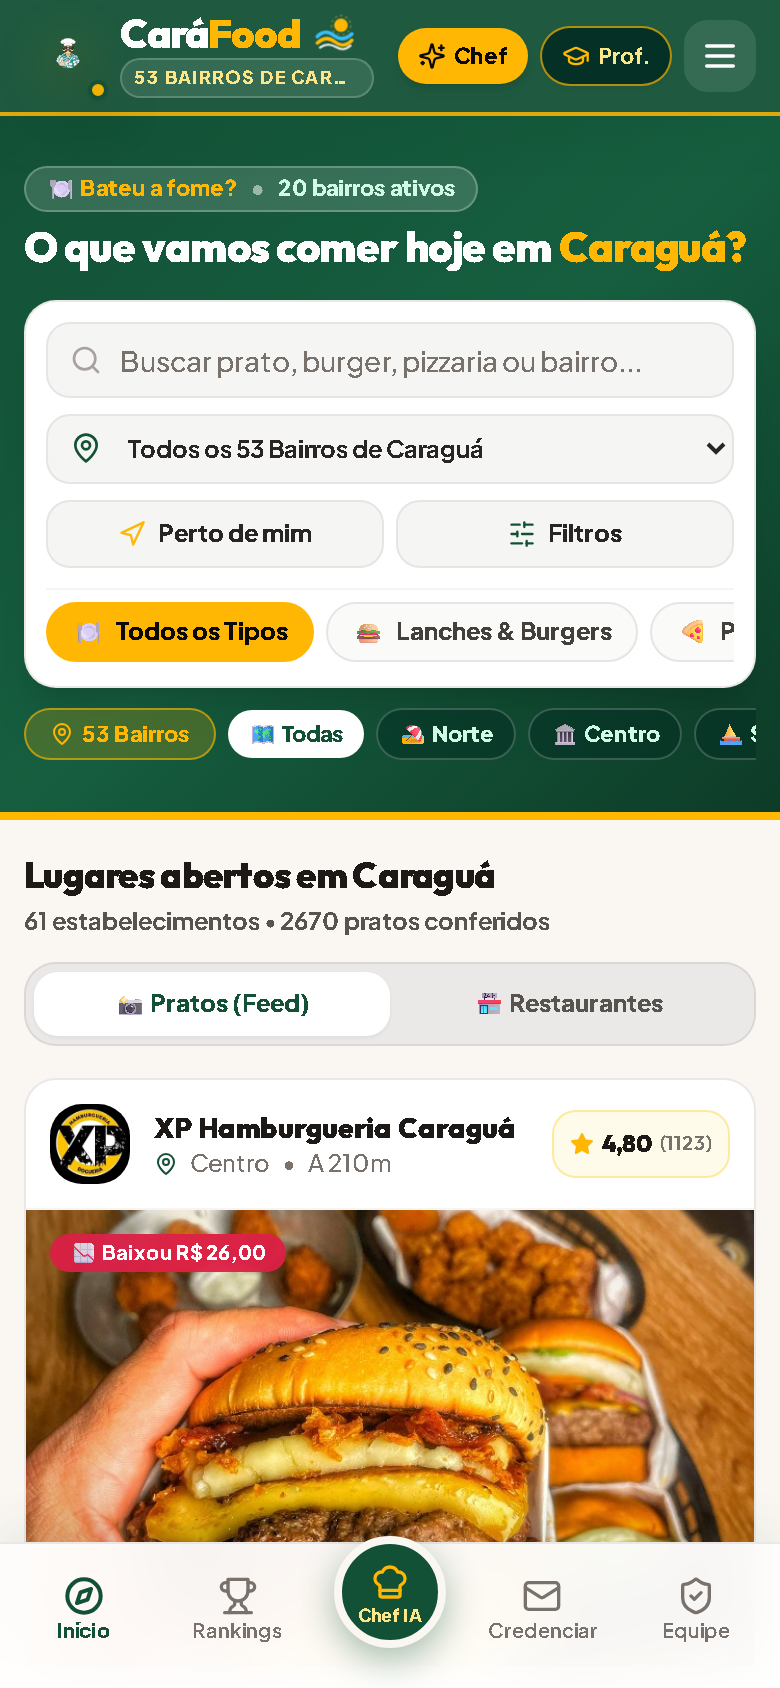 CaráFood
53 BAIRROS DE CAR...
Chef
Prof.
Bateu a fome? • 20 bairros ativos
O que vamos comer hoje em Caraguá?
Buscar prato, burger, pizzaria ou bairro...
Todos os 53 Bairros de Caraguá
Perto de mim
Filtros
Todos os Tipos
Lanches & Burgers
P
53 Bairros
Todas
Norte
Centro
Lugares abertos em Caraguá
61 estabelecimentos • 2670 pratos conferidos
Pratos (Feed)
Restaurantes
XP
XP Hamburgueria Caraguá
Centro • A 210m
4,80 (1123)
Baixou R$ 26,00
Início
Rankings
Chef IA
Credenciar
Equipe